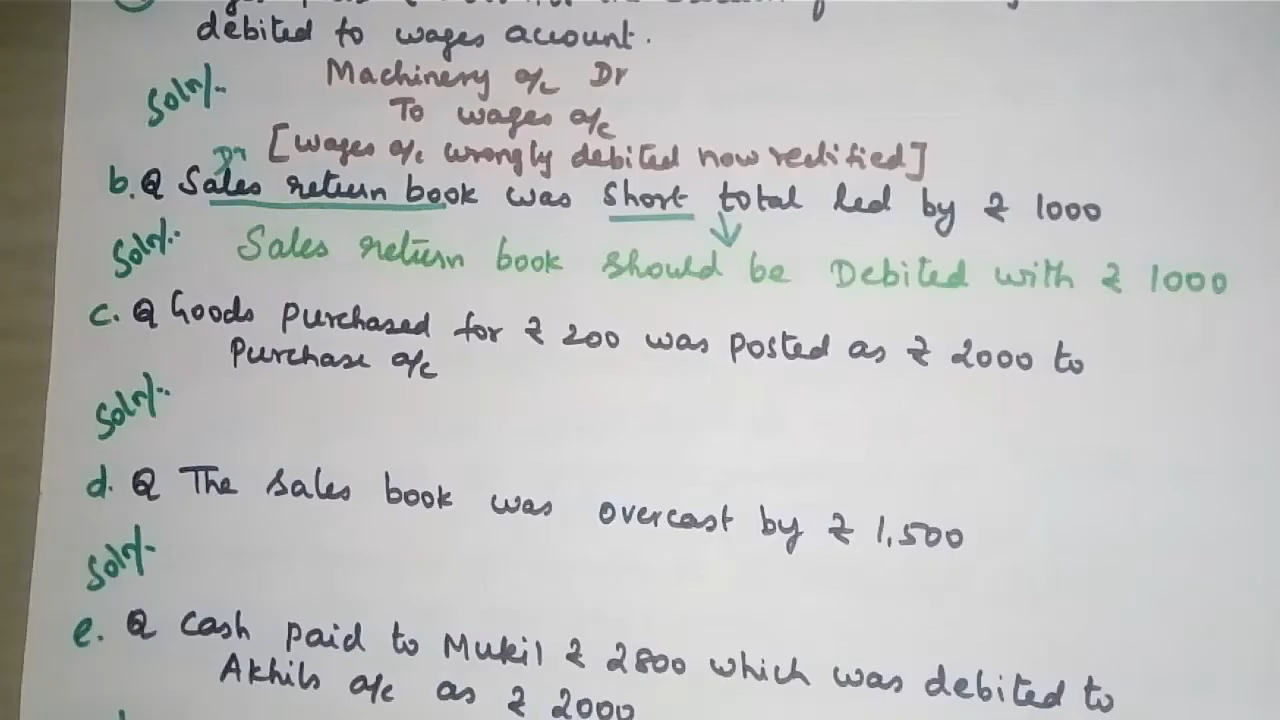 debited to wages account.
Soln/:. Machinery a/c Dr
To wages a/c
[wages a/c wrongly debited now rectified]
Dr
b. Q Sales return book was short total led by ₹ 1000
Soln/:. Sales return book should be Debited with ₹ 1000
c. Q Goods purchased for ₹ 200 was posted as ₹ 2000 to
Purchase a/c
Soln/:.
d. Q The sales book was overcast by ₹ 1,500
Soln/:.
e. Q Cash paid to Mukil ₹ 2800 which was debited to
Akhils a/c as ₹ 2000